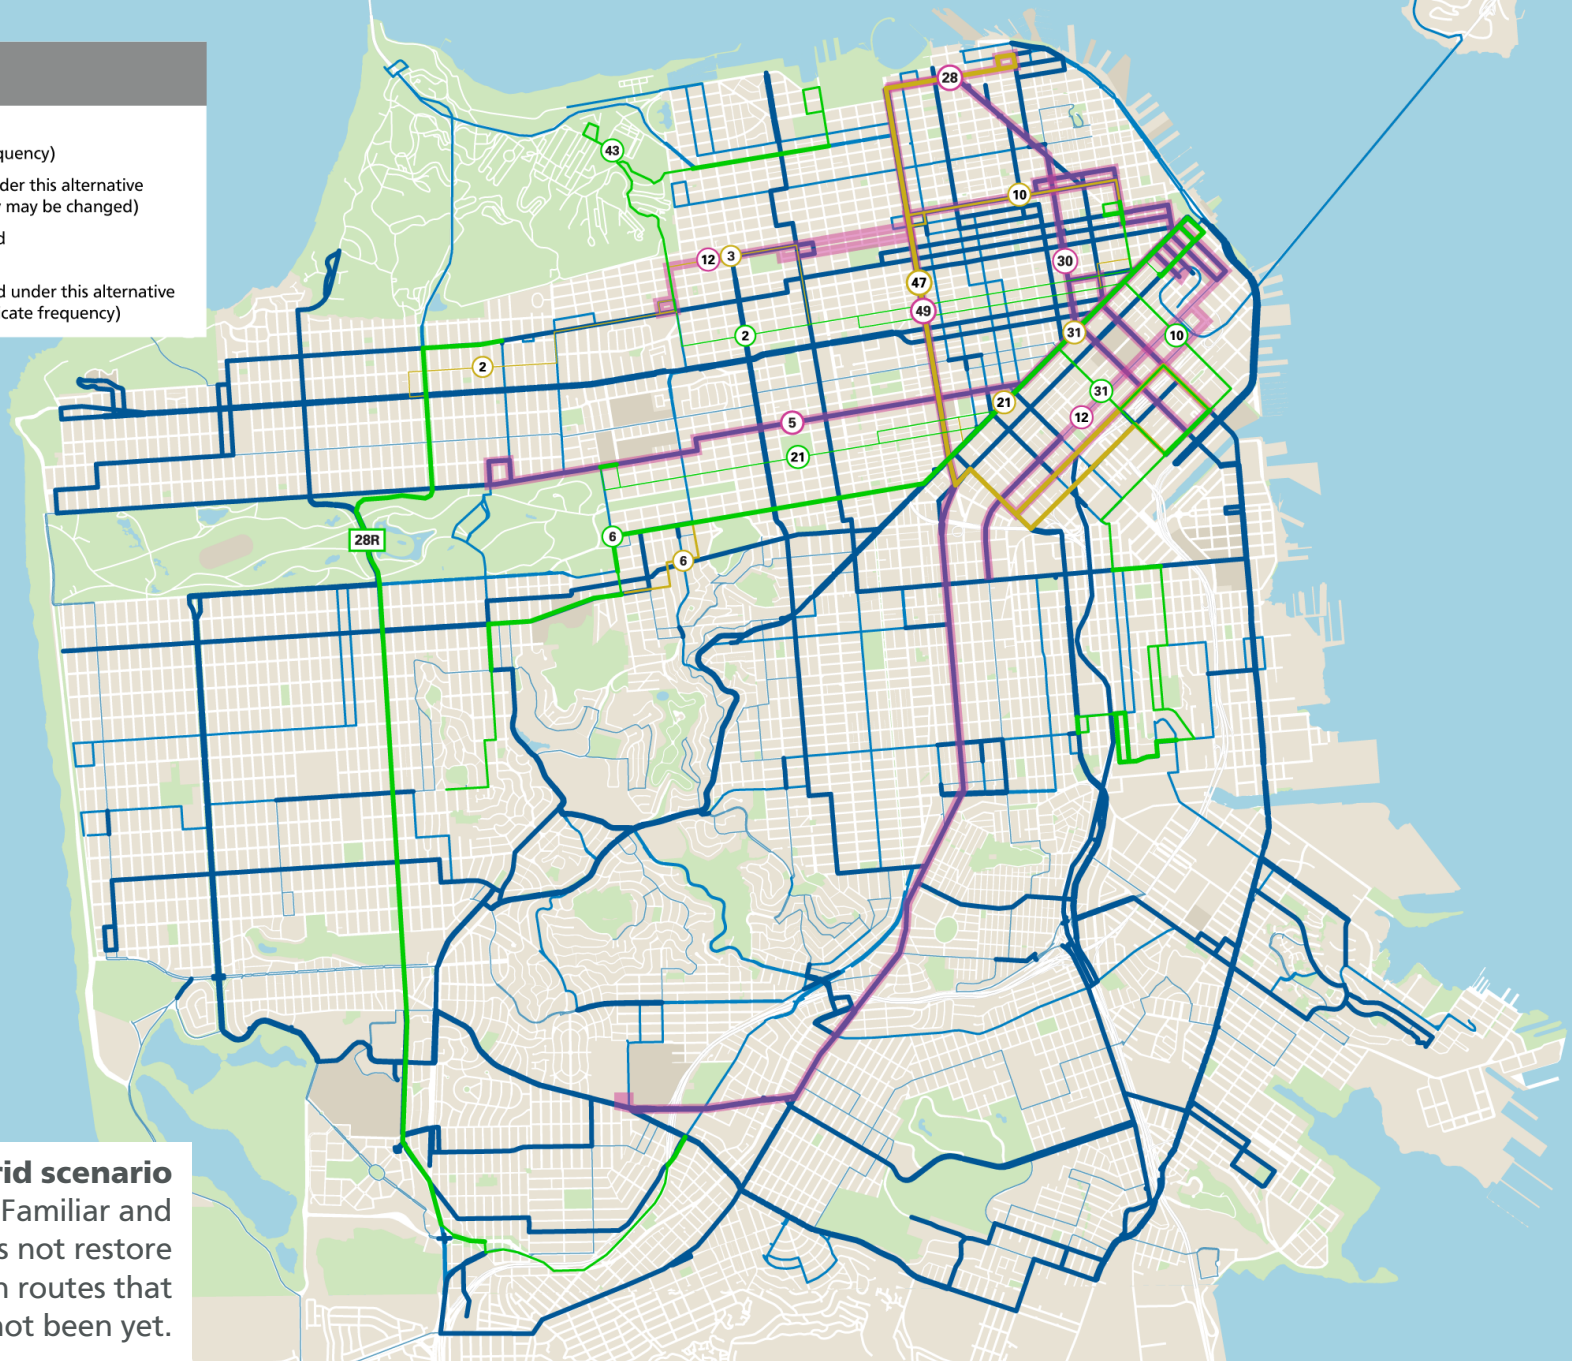 quency)
der this alternative
may be changed)
d
d under this alternative
cate frequency)
28
43
10
12
3
30
47
49
2
31
10
2
31
21
12
5
21
6
28R
6
rid scenario
Familiar and
s not restore
routes that
not been yet.